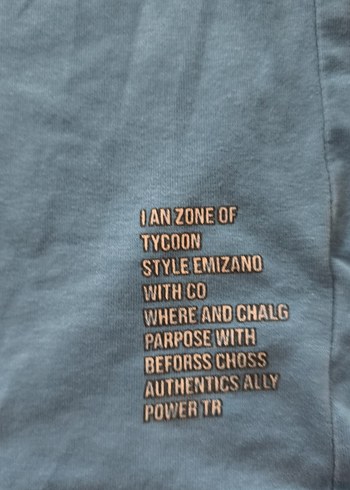 I AN ZONE OF
TYCOON
STYLE EMIZANO
WITH CO
WHERE AND CHALG
PARPOSE WITH
BEFORSS CHOSS
AUTHENTICS ALLY
POWER TR